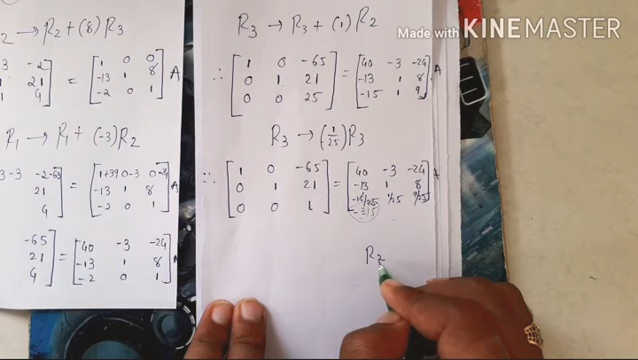 Made with KINEMASTER
R2 → R2 + (8) R3
3 -2
1 21
1 4
=
1 0 0
-13 1 8
-2 0 1
A
R1 → R1 + (-3) R2
3-3 -2-63
21
4
=
1+39 0-3 0-24
-13 1 8
-2 0 1
A
-65
21
4
=
40 -3 -24
-13 1 8
-2 0 1
A
R3 → R3 + (1) R2
∴
1 0 -65
0 1 21
0 0 25
=
40 -3 -24
-13 1 8
-15 1 9
A
R3 → (1/25) R3
∴
1 0 -65
0 1 21
0 0 1
=
40 -3 -24
-13 1 8
-15/25 1/25 9/25
A
R2